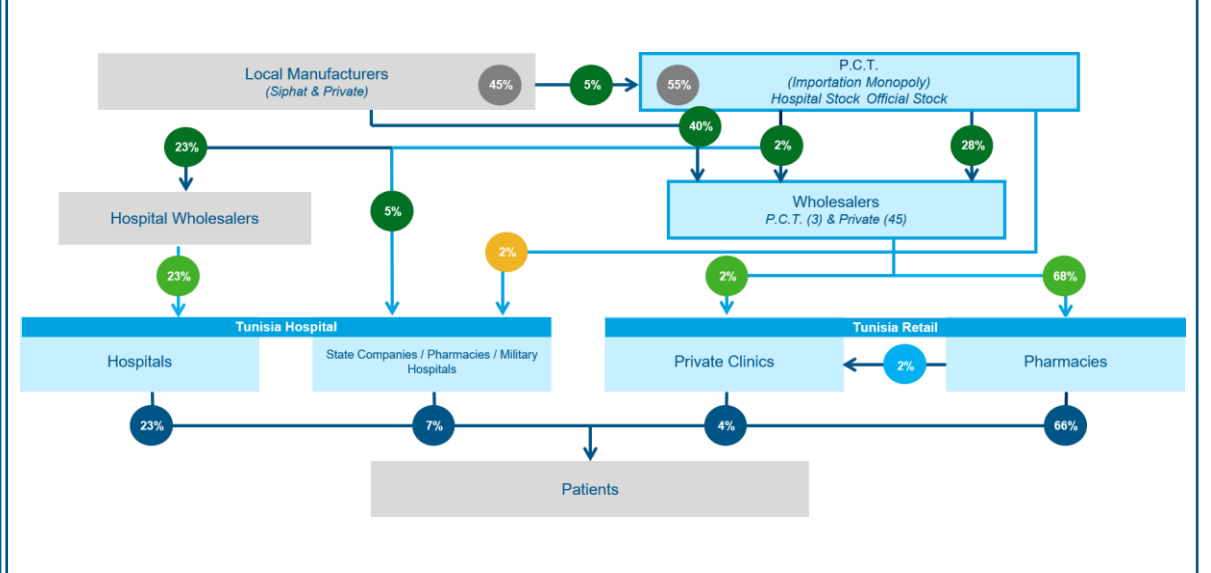 Local Manufacturers
(Siphat & Private)
45%
5%
55%
P.C.T.
(Importation Monopoly)
Hospital Stock Official Stock
40%
23%
2%
28%
Hospital Wholesalers
5%
Wholesalers
P.C.T. (3) & Private (45)
2%
23%
2%
68%
Tunisia Hospital
Tunisia Retail
Hospitals
State Companies / Pharmacies / Military
Hospitals
Private Clinics
2%
Pharmacies
23%
7%
4%
66%
Patients